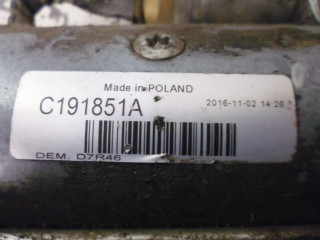 Made in POLAND
C191851A 2016-11-02 14:26
DEM. D7R46